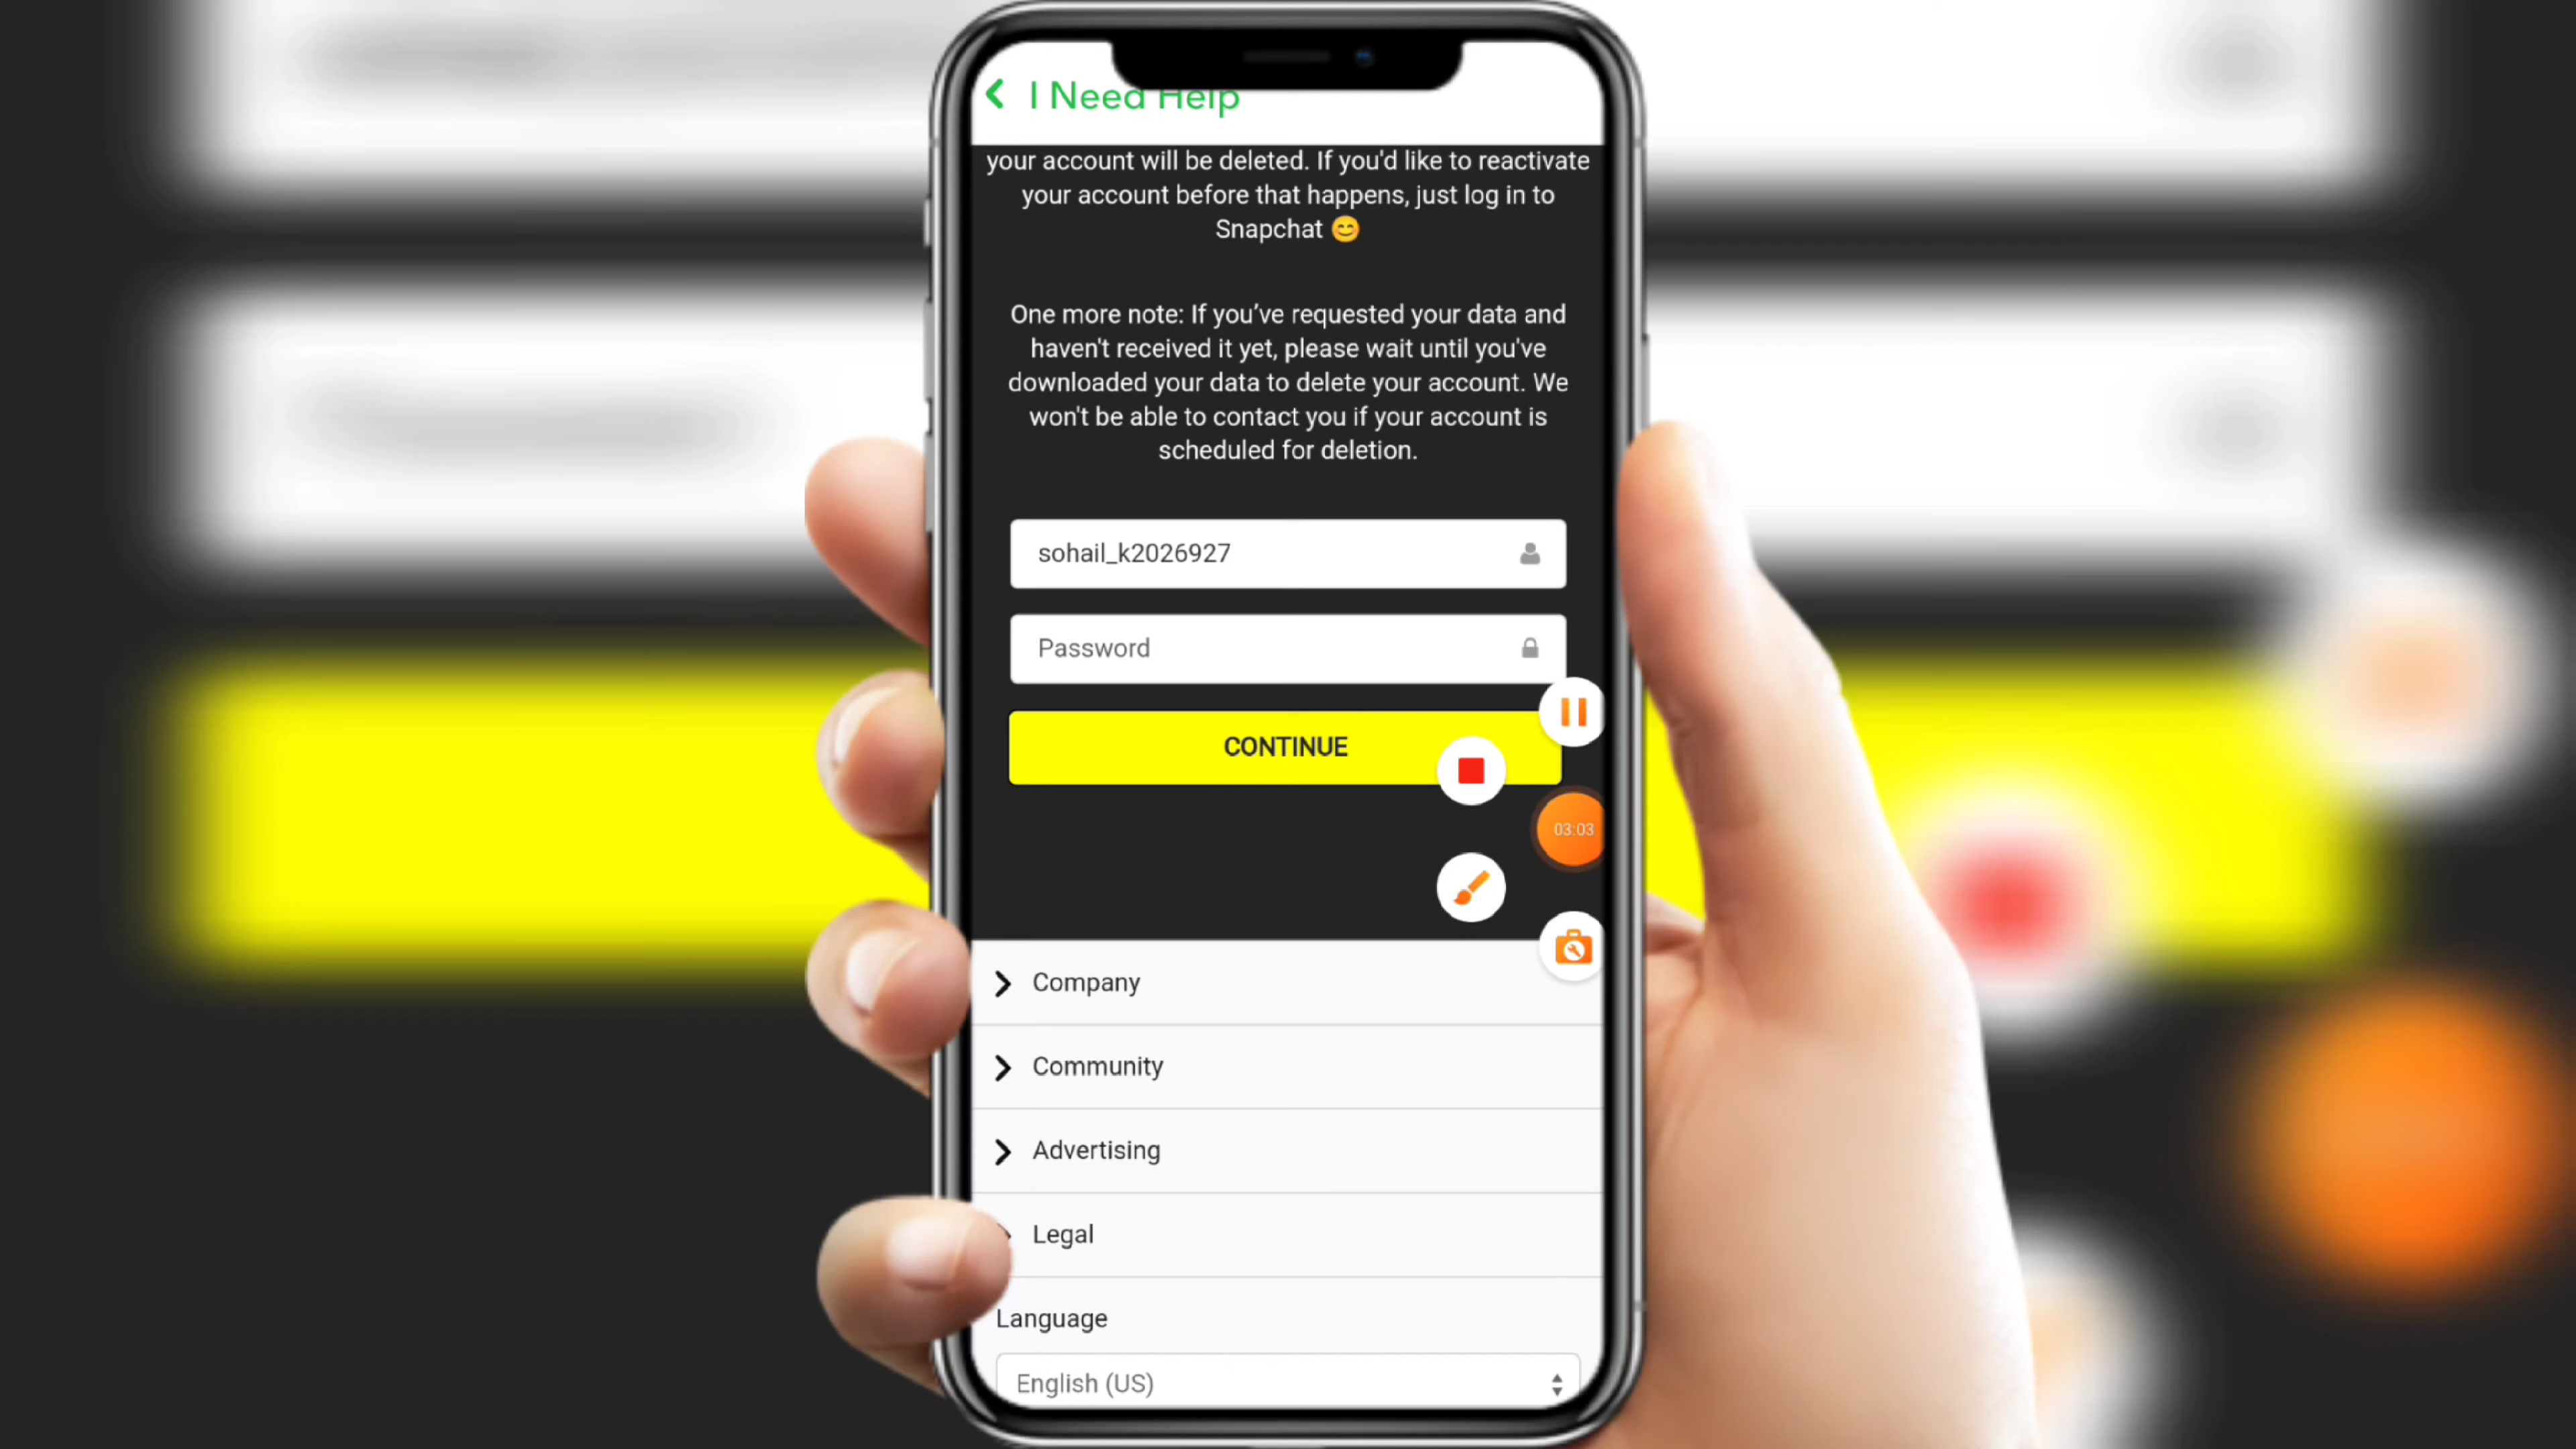 I Need Help
your account will be deleted. If you'd like to reactivate
your account before that happens, just log in to
Snapchat 😊
One more note: If you’ve requested your data and
haven't received it yet, please wait until you've
downloaded your data to delete your account. We
won't be able to contact you if your account is
scheduled for deletion.
sohail_k2026927
Password
CONTINUE
03:03
Company
Community
Advertising
Legal
Language
English (US)